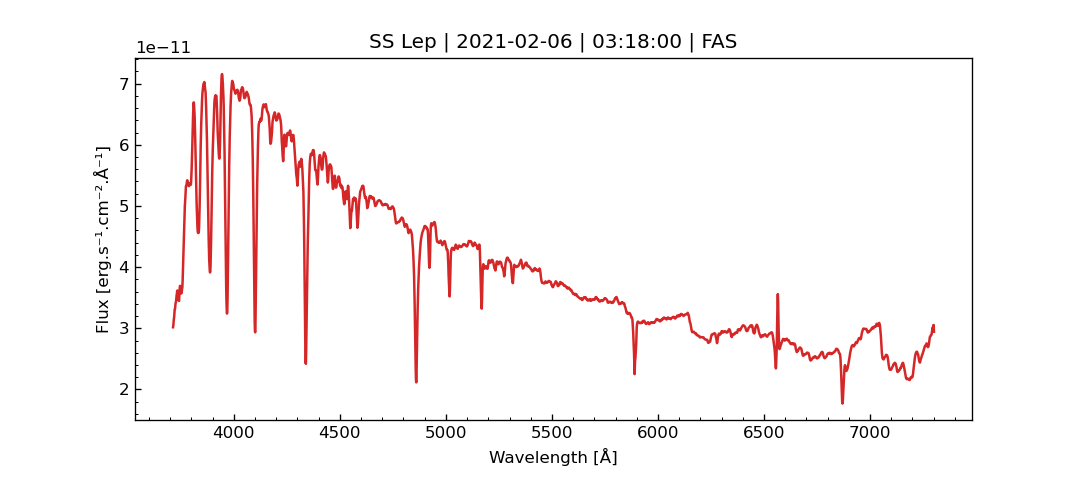 SS Lep | 2021-02-06 | 03:18:00 | FAS
1e−11
7
6
5
4
3
2
Flux [erg.s⁻¹.cm⁻².Å⁻¹]
4000 4500 5000 5500 6000 6500 7000
Wavelength [Å]